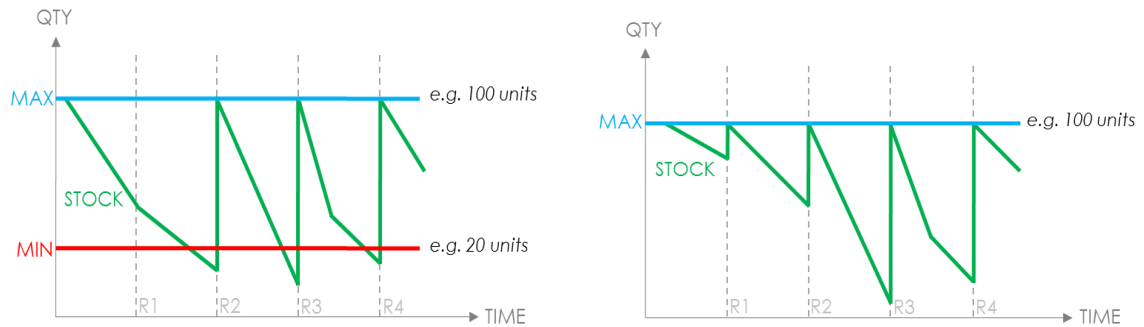 QTY
MAX
e.g. 100 units
STOCK
MIN
e.g. 20 units
R1
R2
R3
R4
TIME
QTY
MAX
e.g. 100 units
STOCK
R1
R2
R3
R4
TIME